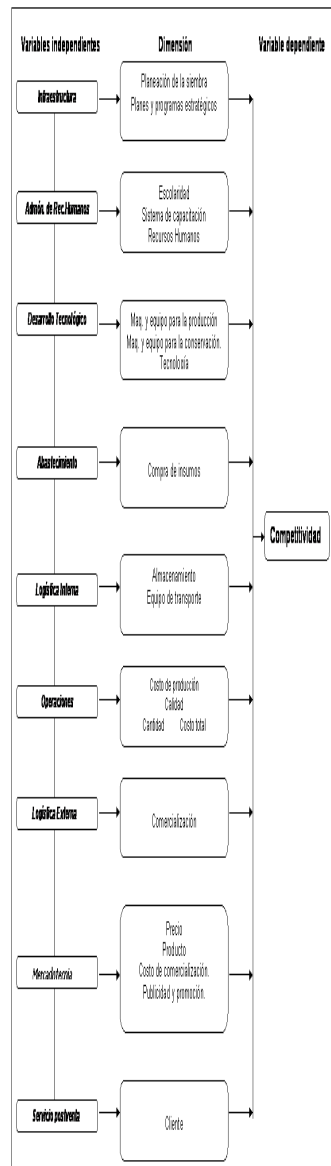 Variables independientes
Dimensión
Variable dependiente
Infraestructura
Planeación de la siembra
Planes y programas estratégicos
Admón. de Rec. Humanos
Escolaridad
Sistema de capacitación
Recursos Humanos
Desarrollo Tecnológico
Maq. y equipo para la producción
Maq. y equipo para la conservación.
Tecnología
Abastecimiento
Compra de insumos
Competitividad
Logística Interna
Almacenamiento
Equipo de transporte
Operaciones
Costo de producción
Calidad
Cantidad Costo total
Logística Externa
Comercialización
Mercadotecnia
Precio
Producto
Costo de comercialización.
Publicidad y promoción.
Servicio postventa
Cliente